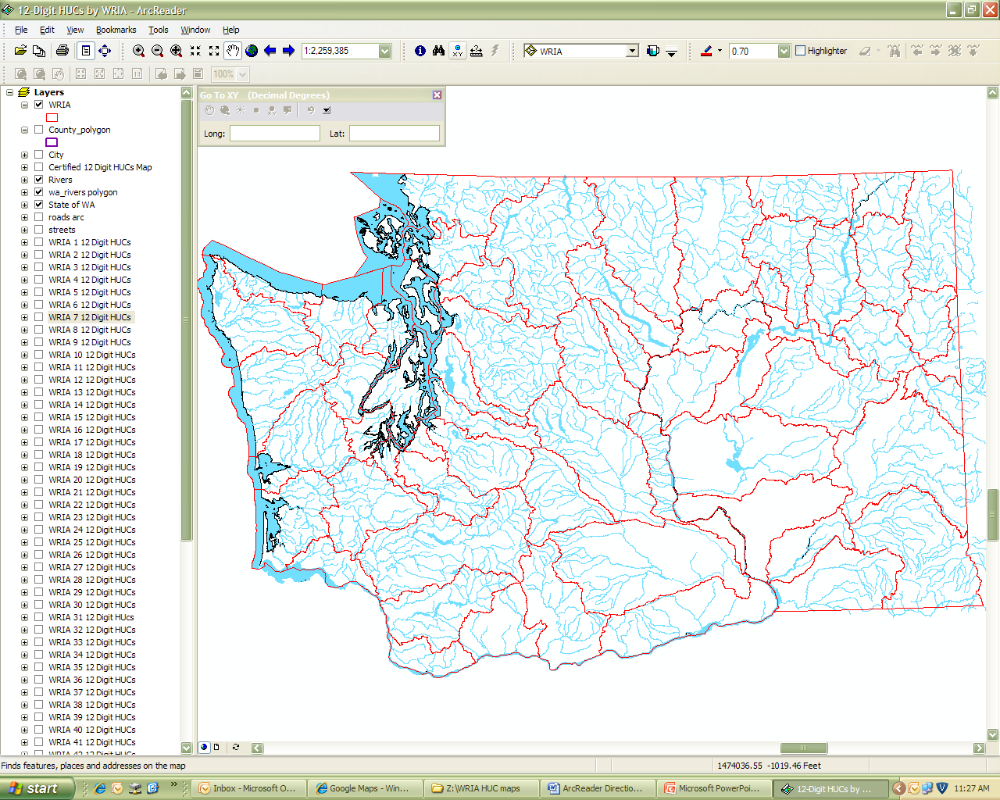 12-Digit HUCs by WRIA - ArcReader
File Edit View Bookmarks Tools Window Help
1:2,259,385 WRIA 0.70 Highlighter
100%
Layers
WRIA
County_polygon
City
Certified 12 Digit HUCs Map
Rivers
wa_rivers polygon
State of WA
roads arc
streets
WRIA 1 12 Digit HUCs
WRIA 2 12 Digit HUCs
WRIA 3 12 Digit HUCs
WRIA 4 12 Digit HUCs
WRIA 5 12 Digit HUCs
WRIA 6 12 Digit HUCs
WRIA 7 12 Digit HUCs
WRIA 8 12 Digit HUCs
WRIA 9 12 Digit HUCs
WRIA 10 12 Digit HUCs
WRIA 11 12 Digit HUCs
WRIA 12 12 Digit HUCs
WRIA 13 12 Digit HUCs
WRIA 14 12 Digit HUCs
WRIA 15 12 Digit HUCs
WRIA 16 12 Digit HUCs
WRIA 17 12 Digit HUCs
WRIA 18 12 Digit HUCs
WRIA 19 12 Digit HUCs
WRIA 20 12 Digit HUCs
WRIA 21 12 Digit HUCs
WRIA 22 12 Digit HUCs
WRIA 23 12 Digit HUCs
WRIA 24 12 Digit HUCs
WRIA 25 12 Digit HUCs
WRIA 26 12 Digit HUCs
WRIA 27 12 Digit HUCs
WRIA 28 12 Digit HUCs
WRIA 29 12 Digit HUCs
WRIA 30 12 Digit HUCs
WRIA 31 12 Digit HUcs
WRIA 32 12 Digit HUCs
WRIA 33 12 Digit HUCs
WRIA 34 12 Digit HUCs
WRIA 35 12 Digit HUCs
WRIA 36 12 Digit HUCs
WRIA 37 12 Digit HUCs
WRIA 38 12 Digit HUCs
WRIA 39 12 Digit HUCs
WRIA 40 12 Digit HUCs
WRIA 41 12 Digit HUCs
Go To XY (Decimal Degrees)
Long: Lat:
Finds features, places and addresses on the map
1474036.55 -1019.46 Feet
start
Inbox - Microsoft O...
Google Maps - Win...
Z:\WRIA HUC maps
ArcReader Directio...
Microsoft PowerPoi...
12-Digit HUCs by ...
11:27 AM